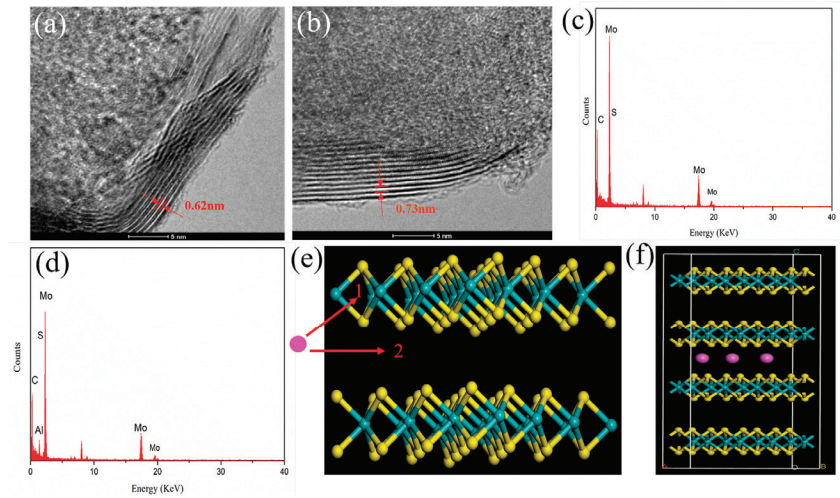 (a)
0.62nm
5 nm
(b)
0.73nm
5 nm
(c)
Mo
C
S
Mo
Mo
Counts
0 10 20 30 40
Energy (KeV)
(d)
Mo
S
C
Al
Mo
Mo
Counts
0 10 20 30 40
Energy (KeV)
(e)
1
2
(f)
C
A
O
B